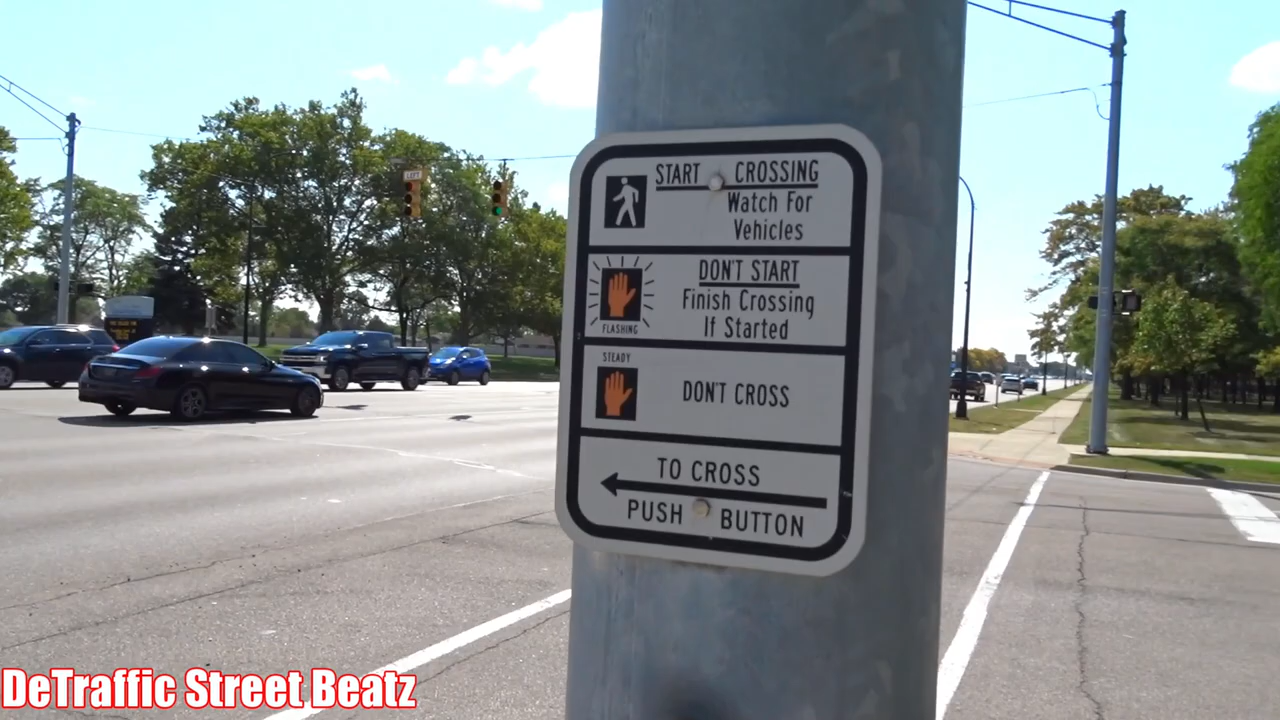 START CROSSING
Watch For
Vehicles
DON'T START
Finish Crossing
If Started
FLASHING
STEADY
DON'T CROSS
TO CROSS
PUSH BUTTON
LEFT
DeTraffic Street Beatz